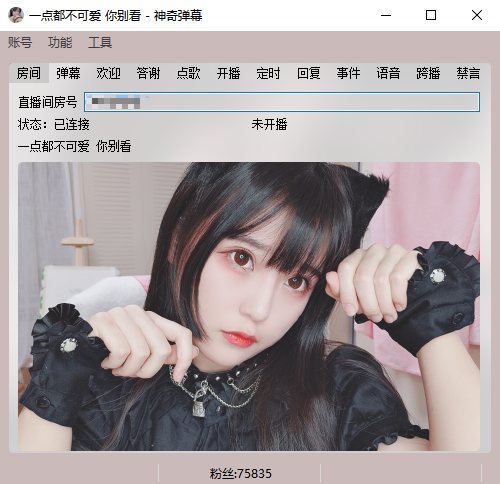 一点都不可爱 你别看 - 神奇弹幕
账号 功能 工具
房间 弹幕 欢迎 答谢 点歌 开播 定时 回复 事件 语音 跨播 禁言
直播间房号
状态：已连接 未开播
一点都不可爱 你别看
粉丝:75835